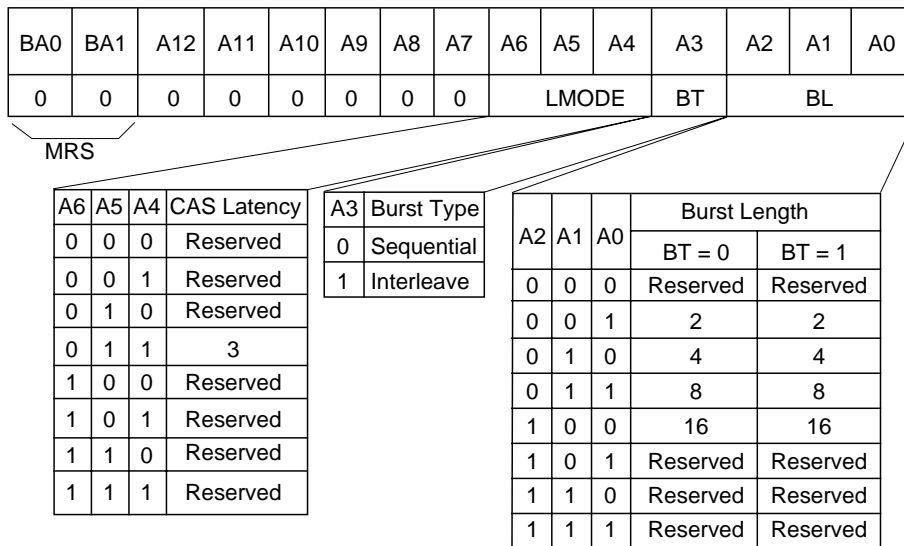 BA0 BA1 A12 A11 A10 A9 A8 A7 A6 A5 A4 A3 A2 A1 A0
0 0 0 0 0 0 0 0 LMODE BT BL
MRS
A6 A5 A4 CAS Latency
0 0 0 Reserved
0 0 1 Reserved
0 1 0 Reserved
0 1 1 3
1 0 0 Reserved
1 0 1 Reserved
1 1 0 Reserved
1 1 1 Reserved
A3 Burst Type
0 Sequential
1 Interleave
A2 A1 A0 Burst Length
BT = 0 BT = 1
0 0 0 Reserved Reserved
0 0 1 2 2
0 1 0 4 4
0 1 1 8 8
1 0 0 16 16
1 0 1 Reserved Reserved
1 1 0 Reserved Reserved
1 1 1 Reserved Reserved